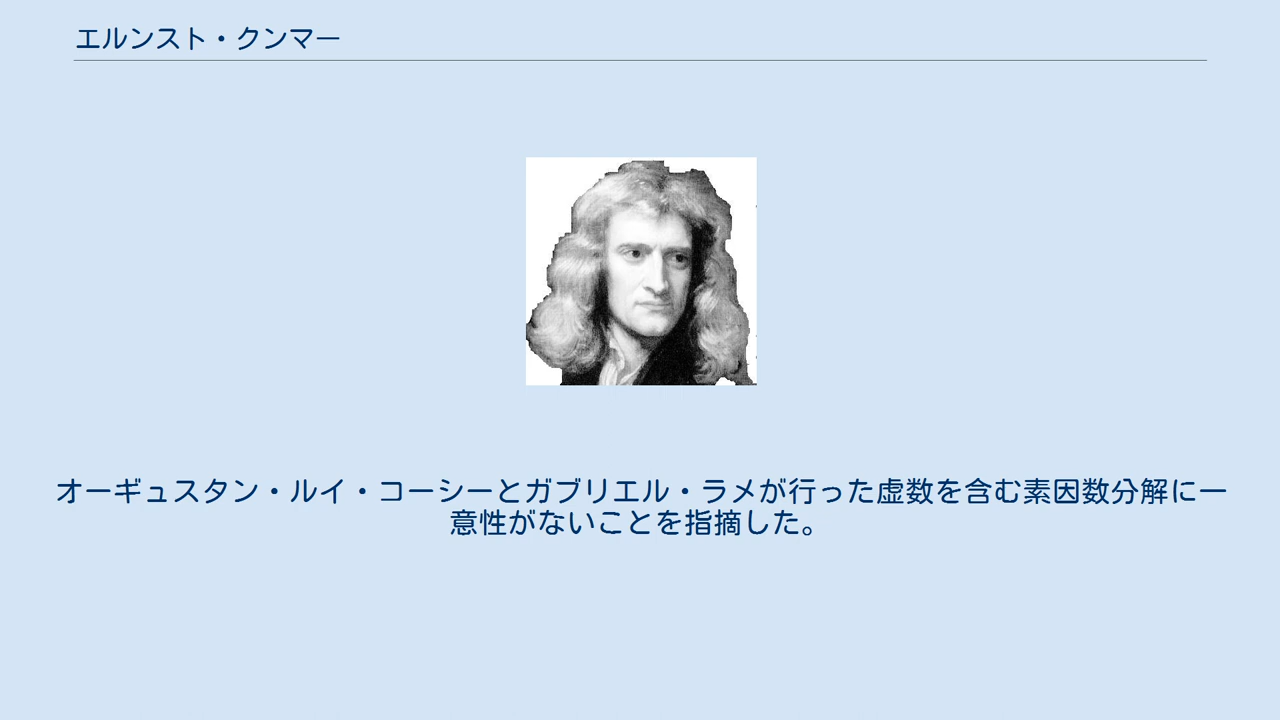 エルンスト・クンマー
オーギュスタン・ルイ・コーシーとガブリエル・ラメが行った虚数を含む素因数分解に一
意性がないことを指摘した。